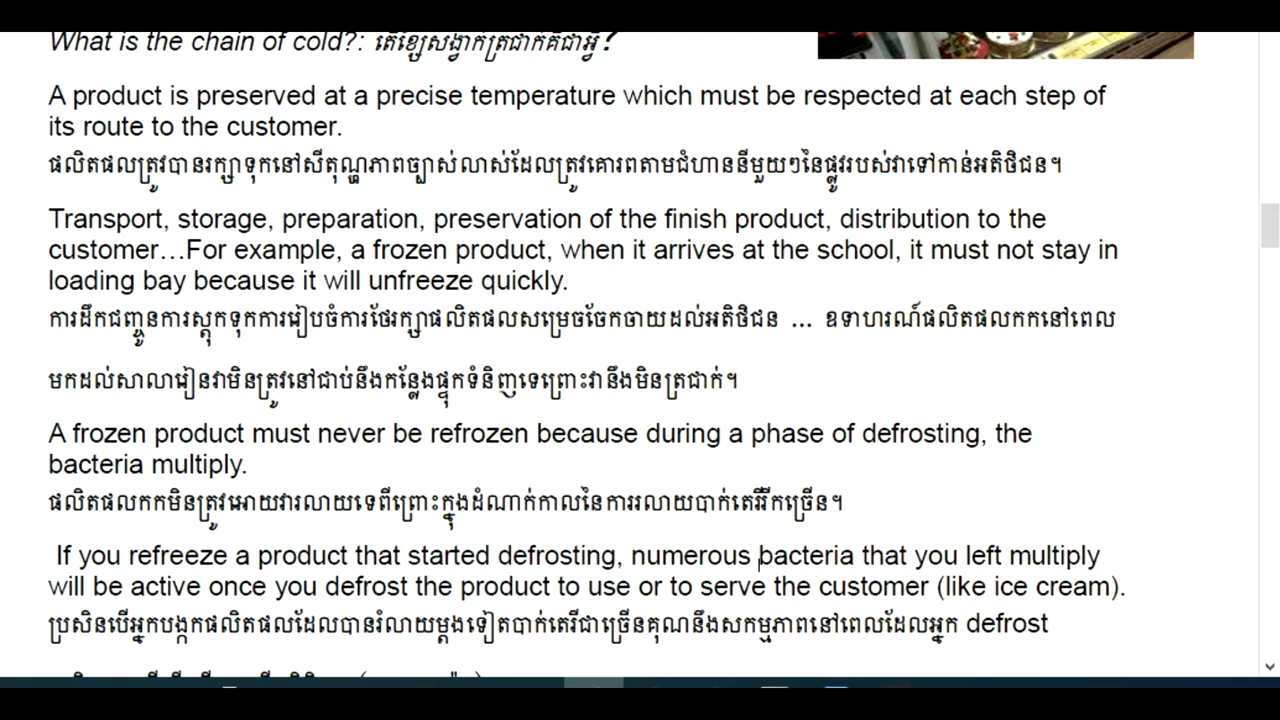 What is the chain of cold?: តើខ្សែសង្វាក់ត្រជាក់គឺជាអ្វី?
A product is preserved at a precise temperature which must be respected at each step of
its route to the customer.
ផលិតផលត្រូវបានរក្សាទុកនៅសីតុណ្ហភាពច្បាស់លាស់ដែលត្រូវគោរពតាមជំហាននីមួយៗនៃផ្លូវរបស់វាទៅកាន់អតិថិជន។
Transport, storage, preparation, preservation of the finish product, distribution to the
customer…For example, a frozen product, when it arrives at the school, it must not stay in
loading bay because it will unfreeze quickly.
ការដឹកជញ្ជូនការស្តុកទុកការរៀបចំការថែរក្សាផលិតផលសម្រេចចែកចាយដល់អតិថិជន ... ឧទាហរណ៍ផលិតផលកកនៅពេល
មកដល់សាលារៀនវាមិនត្រូវនៅជាប់នឹងកន្លែងផ្ទុកទំនិញទេព្រោះវានឹងមិនត្រជាក់។
A frozen product must never be refrozen because during a phase of defrosting, the
bacteria multiply.
ផលិតផលកកមិនត្រូវអោយវារលាយទេពីព្រោះក្នុងដំណាក់កាលនៃការរលាយបាក់តេរីរីកច្រើន។
If you refreeze a product that started defrosting, numerous bacteria that you left multiply
will be active once you defrost the product to use or to serve the customer (like ice cream).
ប្រសិនបើអ្នកបង្កកផលិតផលដែលបានរំលាយម្តងទៀតបាក់តេរីជាច្រើនគុណនឹងសកម្មភាពនៅពេលដែលអ្នក defrost